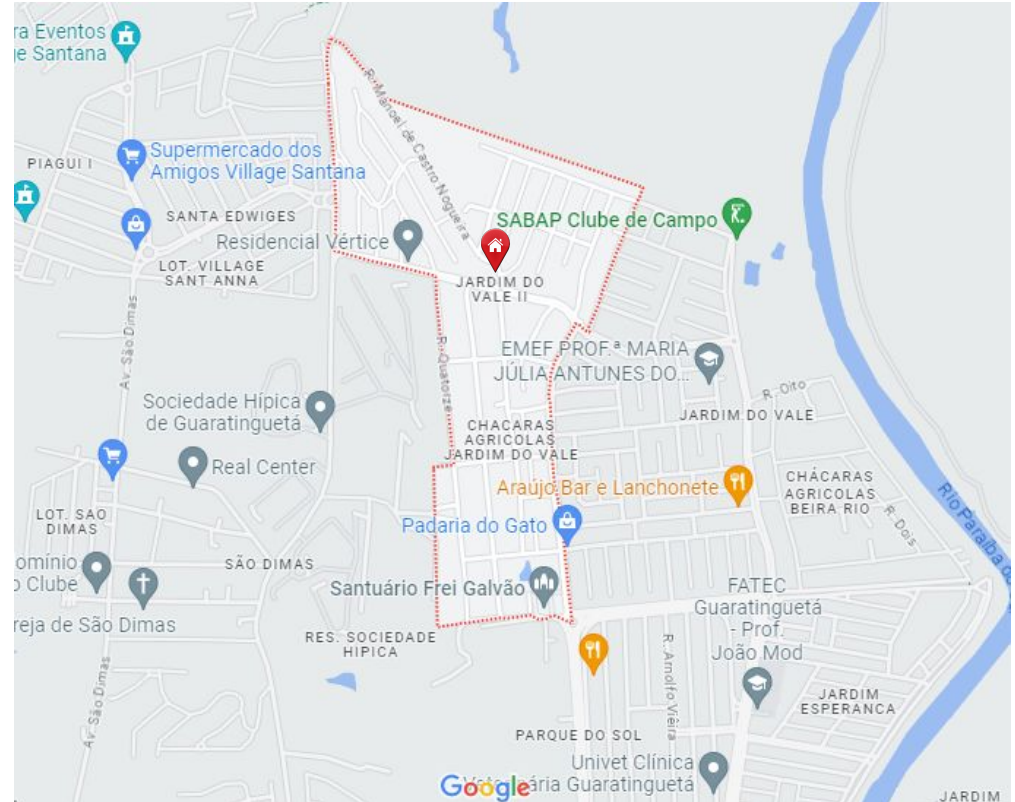 ra Eventos
ge Santana
R. Manoel de Castro Nogueira
PIAGUI I
Supermercado dos
Amigos Village Santana
SANTA EDWIGES
SABAP Clube de Campo
Residencial Vértice
LOT. VILLAGE
SANT ANNA
JARDIM DO
VALE II
Av. São Dimas
R. Quatorze
EMEF PROF.ª MARIA
JÚLIA ANTUNES DO...
R. Oito
Sociedade Hípica
de Guaratinguetá
JARDIM DO VALE
CHACARAS
AGRICOLAS
JARDIM DO VALE
Real Center
CHÁCARAS
AGRICOLAS
BEIRA RIO
Araújo Bar e Lanchonete
Rio Paraíba do
R. Dois
LOT. SAO
DIMAS
Padaria do Gato
omínio
o Clube
SÃO DIMAS
Santuário Frei Galvão
FATEC
Guaratinguetá
- Prof.
João Mod
reja de São Dimas
RES. SOCIEDADE
HIPICA
R. Arnolfo Viêira
Av. São Dimas
JARDIM
ESPERANCA
PARQUE DO SOL
Univet Clínica
Veterinária Guaratinguetá
Google
JARDIM